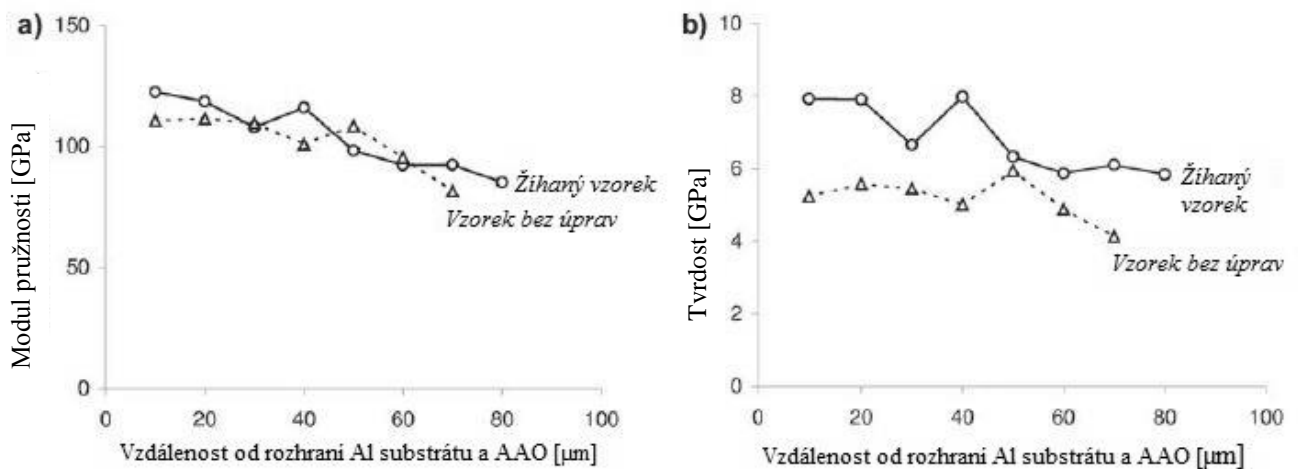 a)
150
100
50
0
Modul pružnosti [GPa]
Žíhaný vzorek
Vzorek bez úprav
0 20 40 60 80 100
Vzdálenost od rozhraní Al substrátu a AAO [μm]
b)
10
8
6
4
2
0
Tvrdost [GPa]
Žíhaný
vzorek
Vzorek bez úprav
0 20 40 60 80 100
Vzdálenost od rozhraní Al substrátu a AAO [μm]